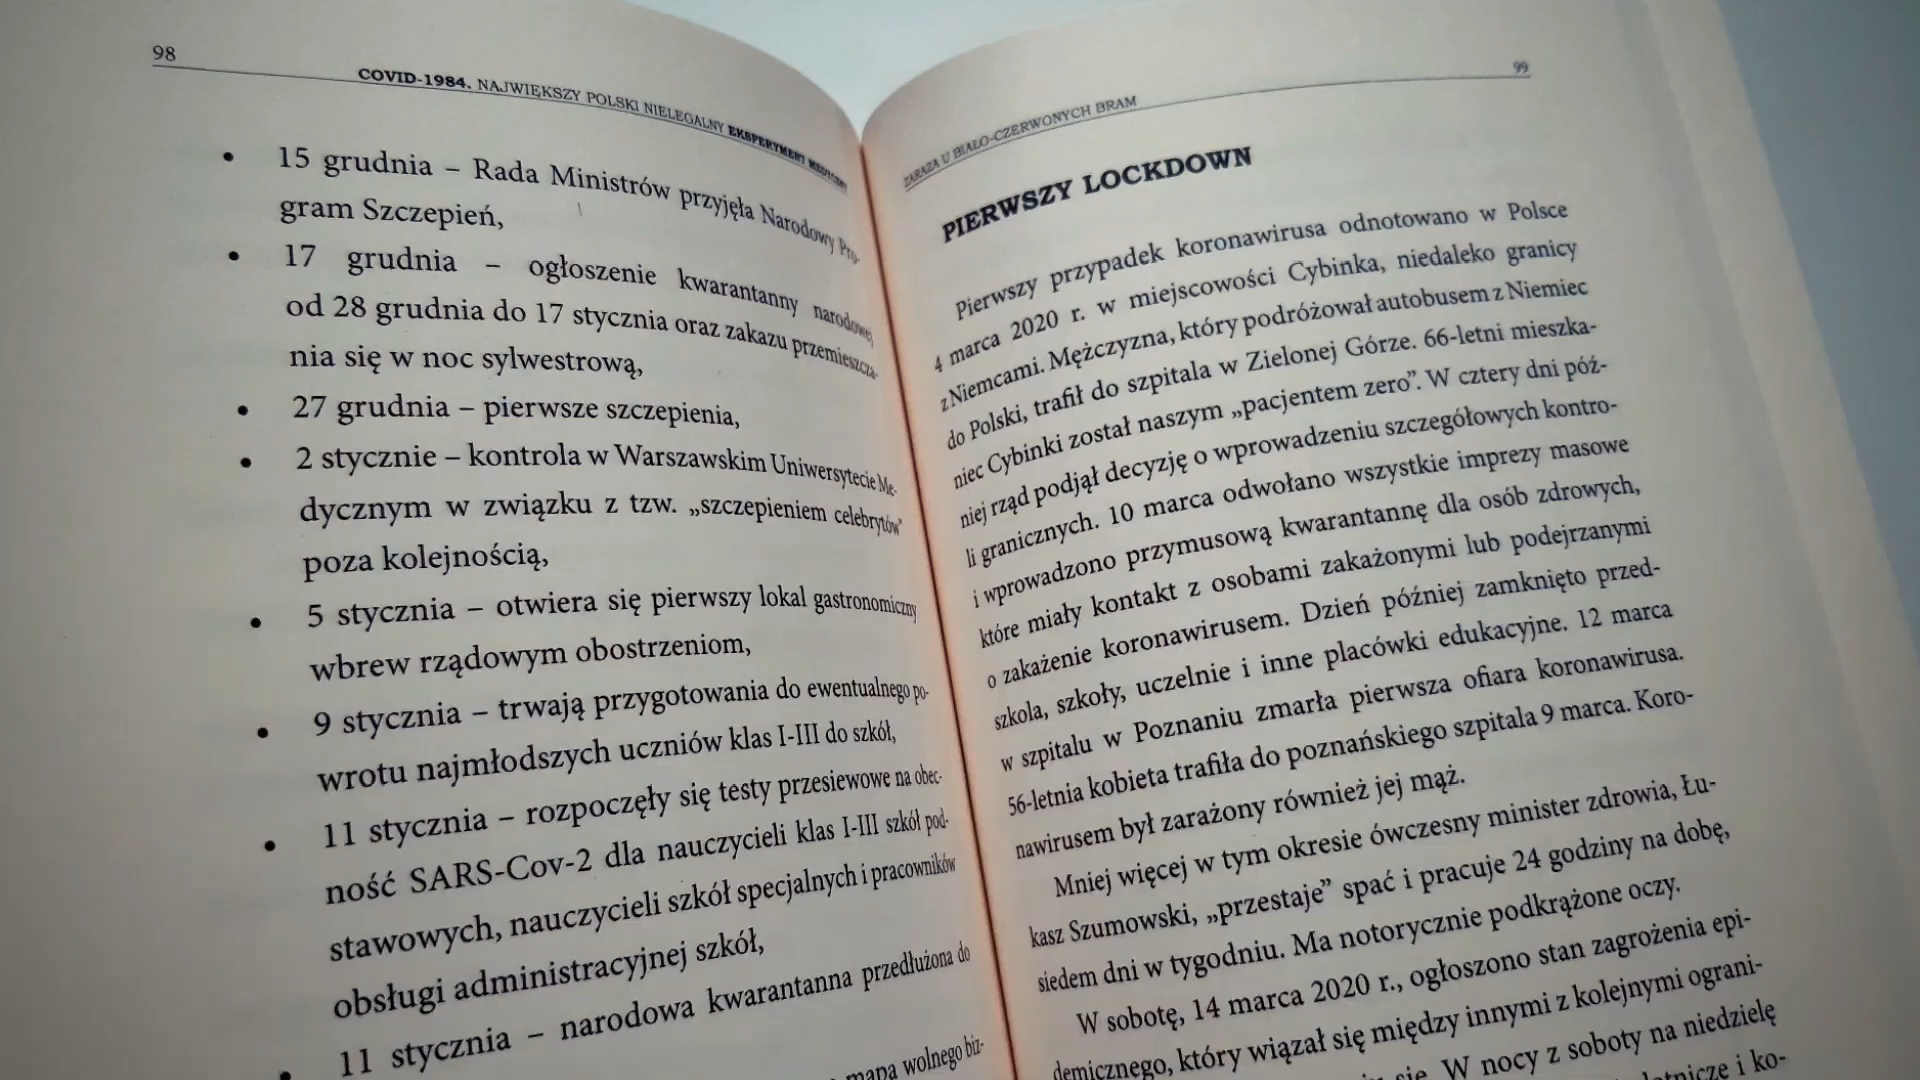 98
COVID-1984. NAJWIĘKSZY POLSKI NIELEGALNY EKSPERYMENT MEDYCZNY
• 15 grudnia – Rada Ministrów przyjęła Narodowy Pro-
gram Szczepień,
• 17 grudnia – ogłoszenie kwarantanny narodowej
od 28 grudnia do 17 stycznia oraz zakazu przemieszcza-
nia się w noc sylwestrową,
• 27 grudnia – pierwsze szczepienia,
• 2 stycznie – kontrola w Warszawskim Uniwersytecie Me-
dycznym w związku z tzw. „szczepieniem celebrytów”
poza kolejnością,
• 5 stycznia – otwiera się pierwszy lokal gastronomiczny
wbrew rządowym obostrzeniom,
• 9 stycznia – trwają przygotowania do ewentualnego po-
wrotu najmłodszych uczniów klas I-III do szkół,
• 11 stycznia – rozpoczęły się testy przesiewowe na obec-
ność SARS-Cov-2 dla nauczycieli klas I-III szkół pod-
stawowych, nauczycieli szkół specjalnych i pracowników
obsługi administracyjnej szkół,
• 11 stycznia – narodowa kwarantanna przedłużona do
mapa wolnego biz-
99
ZARAZA U BIAŁO-CZERWONYCH BRAM
PIERWSZY LOCKDOWN
Pierwszy przypadek koronawirusa odnotowano w Polsce
4 marca 2020 r. w miejscowości Cybinka, niedaleko granicy
z Niemcami. Mężczyzna, który podróżował autobusem z Niemiec
do Polski, trafił do szpitala w Zielonej Górze. 66-letni mieszka-
niec Cybinki został naszym „pacjentem zero”. W cztery dni póź-
niej rząd podjął decyzję o wprowadzeniu szczegółowych kontro-
li granicznych. 10 marca odwołano wszystkie imprezy masowe
i wprowadzono przymusową kwarantannę dla osób zdrowych,
które miały kontakt z osobami zakażonymi lub podejrzanymi
o zakażenie koronawirusem. Dzień później zamknięto przed-
szkola, szkoły, uczelnie i inne placówki edukacyjne. 12 marca
w szpitalu w Poznaniu zmarła pierwsza ofiara koronawirusa.
56-letnia kobieta trafiła do poznańskiego szpitala 9 marca. Koro-
nawirusem był zarażony również jej mąż.
Mniej więcej w tym okresie ówczesny minister zdrowia, Łu-
kasz Szumowski, „przestaje” spać i pracuje 24 godziny na dobę,
siedem dni w tygodniu. Ma notorycznie podkrążone oczy.
W sobotę, 14 marca 2020 r., ogłoszono stan zagrożenia epi-
demicznego, który wiązał się między innymi z kolejnymi ograni-
się. W nocy z soboty na niedzielę
i ko-